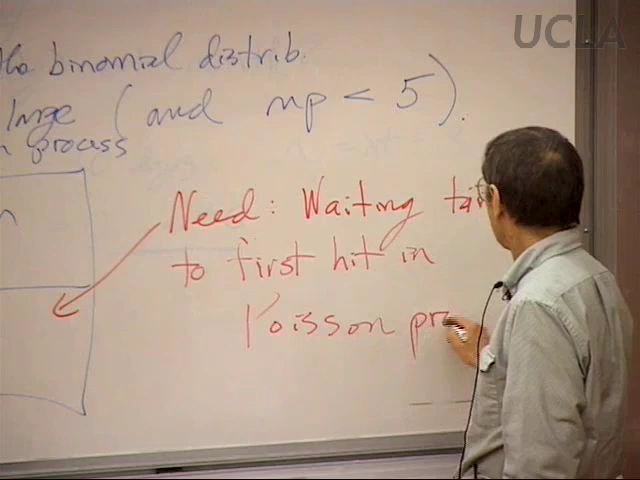 UCLA
the binomial distrib.
large (and np < 5).
process
Need: Waiting
to first hit in
Poisson pr